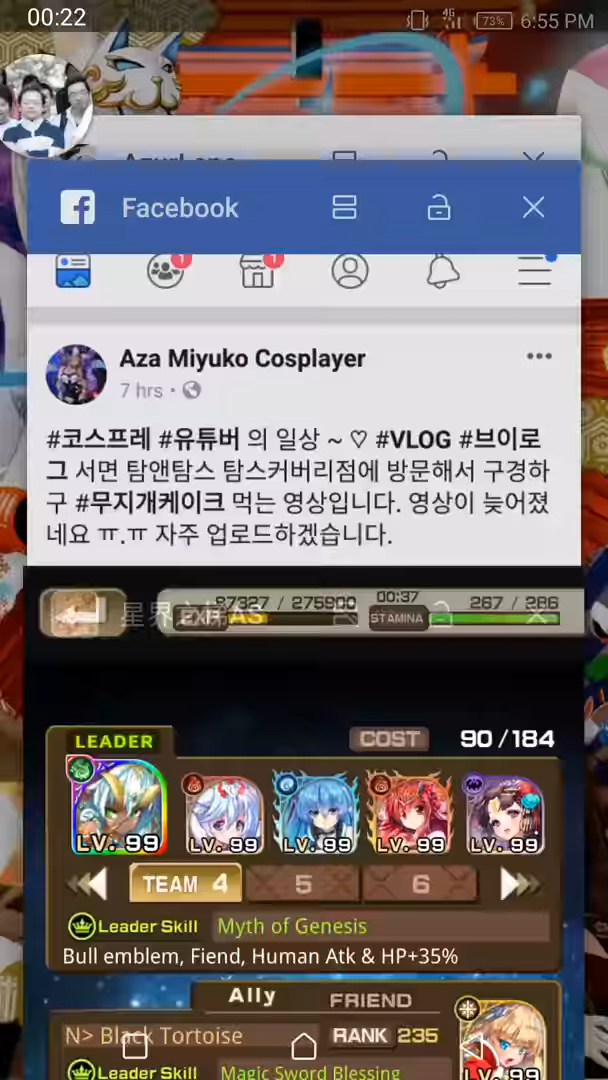 00:22
4G 73% 6:55 PM
Facebook
1 1
Aza Miyuko Cosplayer
7 hrs
#코스프레 #유튜버 의 일상 ~ ♡ #VLOG #브이로
그 서면 탐앤탐스 탐스커버리점에 방문해서 구경하
구 #무지개케이크 먹는 영상입니다. 영상이 늦어졌
네요 ㅠ.ㅠ 자주 업로드하겠습니다.
EXP 87327 / 275900 STAMINA 00:37 267 / 286
LEADER COST 90/184
LV. 99 LV. 99 LV. 99 LV. 99 LV. 99
TEAM 4 5 6
Leader Skill Myth of Genesis
Bull emblem, Fiend, Human Atk & HP+35%
Ally FRIEND
N> Black Tortoise RANK 235
Leader Skill Magic Sword Blessing
LV. 99